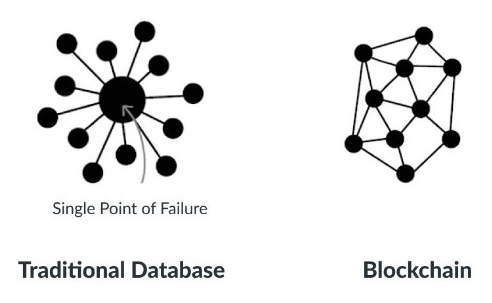 Single Point of Failure
Traditional Database
Blockchain